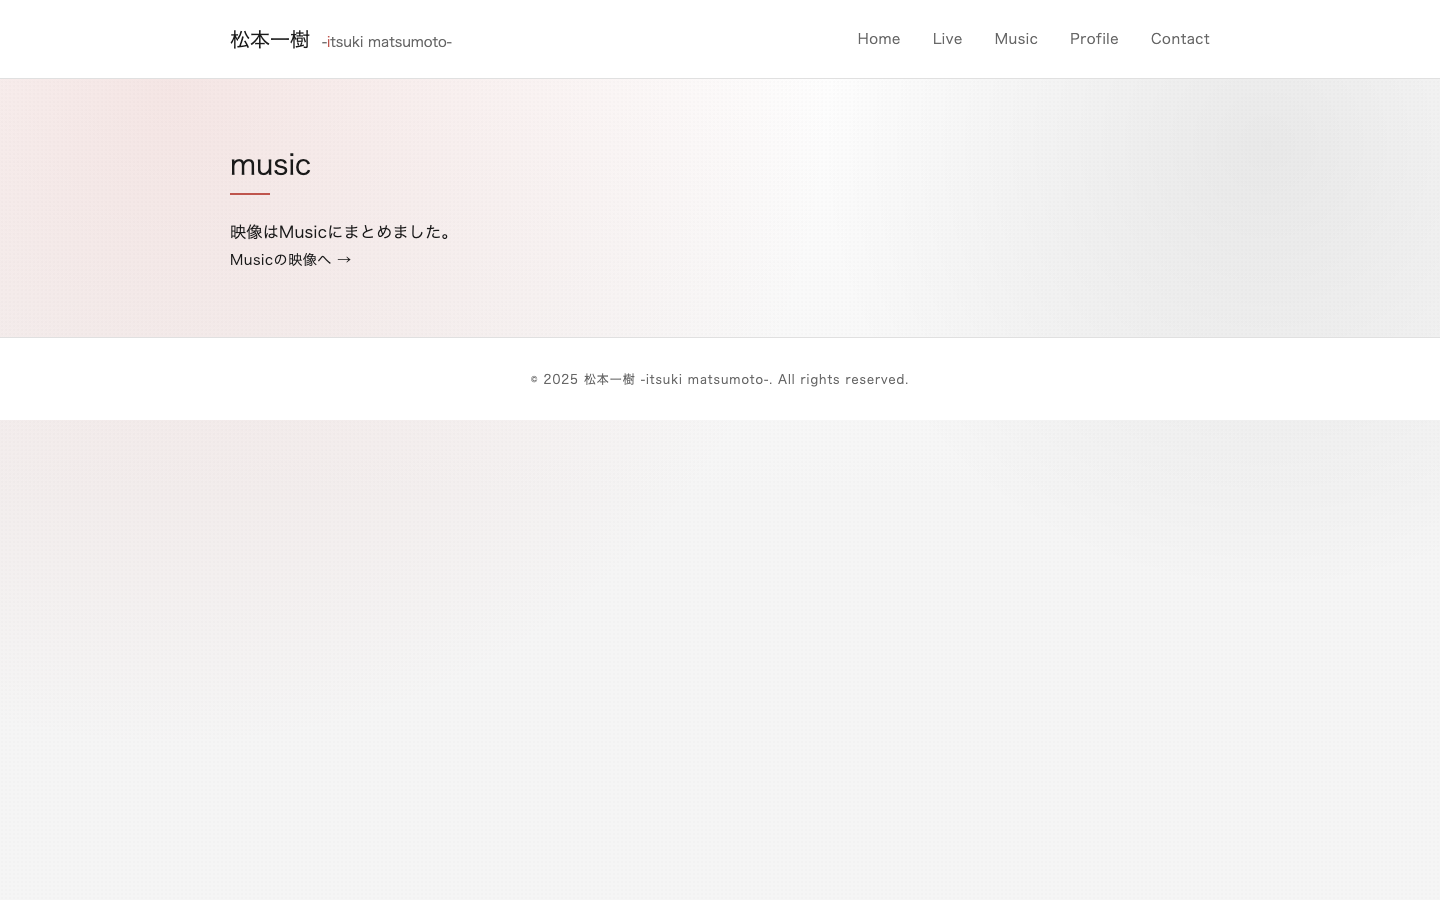 松本一樹 -itsuki matsumoto-
Home Live Music Profile Contact
music
映像はMusicにまとめました。
Musicの映像へ →
© 2025 松本一樹 -itsuki matsumoto-. All rights reserved.